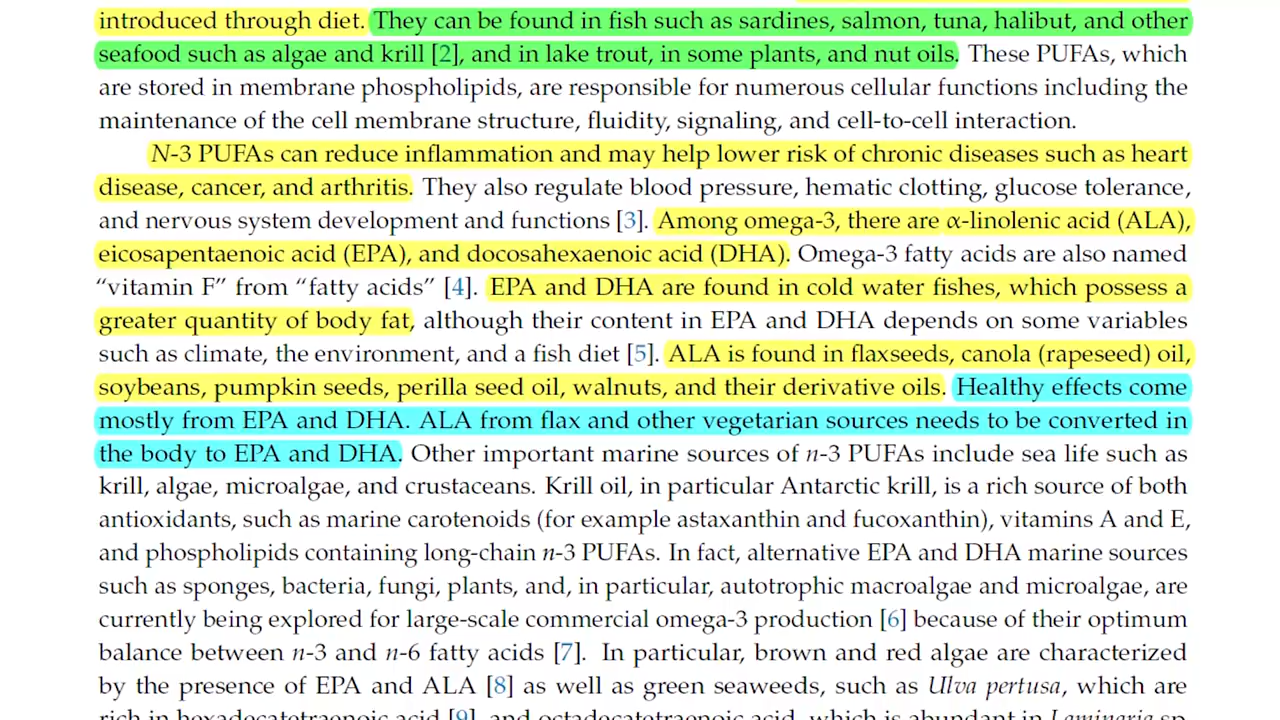 introduced through diet. They can be found in fish such as sardines, salmon, tuna, halibut, and other
seafood such as algae and krill [2], and in lake trout, in some plants, and nut oils. These PUFAs, which
are stored in membrane phospholipids, are responsible for numerous cellular functions including the
maintenance of the cell membrane structure, fluidity, signaling, and cell-to-cell interaction.
N-3 PUFAs can reduce inflammation and may help lower risk of chronic diseases such as heart
disease, cancer, and arthritis. They also regulate blood pressure, hematic clotting, glucose tolerance,
and nervous system development and functions [3]. Among omega-3, there are α-linolenic acid (ALA),
eicosapentaenoic acid (EPA), and docosahexaenoic acid (DHA). Omega-3 fatty acids are also named
“vitamin F” from “fatty acids” [4]. EPA and DHA are found in cold water fishes, which possess a
greater quantity of body fat, although their content in EPA and DHA depends on some variables
such as climate, the environment, and a fish diet [5]. ALA is found in flaxseeds, canola (rapeseed) oil,
soybeans, pumpkin seeds, perilla seed oil, walnuts, and their derivative oils. Healthy effects come
mostly from EPA and DHA. ALA from flax and other vegetarian sources needs to be converted in
the body to EPA and DHA. Other important marine sources of n-3 PUFAs include sea life such as
krill, algae, microalgae, and crustaceans. Krill oil, in particular Antarctic krill, is a rich source of both
antioxidants, such as marine carotenoids (for example astaxanthin and fucoxanthin), vitamins A and E,
and phospholipids containing long-chain n-3 PUFAs. In fact, alternative EPA and DHA marine sources
such as sponges, bacteria, fungi, plants, and, in particular, autotrophic macroalgae and microalgae, are
currently being explored for large-scale commercial omega-3 production [6] because of their optimum
balance between n-3 and n-6 fatty acids [7]. In particular, brown and red algae are characterized
by the presence of EPA and ALA [8] as well as green seaweeds, such as Ulva pertusa, which are
rich in hexadecatetraenoic acid [9], and octadecatetraenoic acid, which is abundant in Laminaria sp